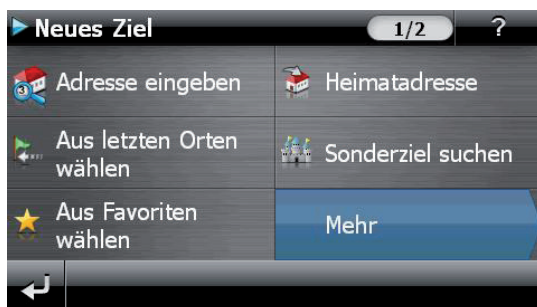 Neues Ziel
1/2
?
Adresse eingeben
Heimatadresse
Aus letzten Orten
wählen
Sonderziel suchen
Aus Favoriten
wählen
Mehr